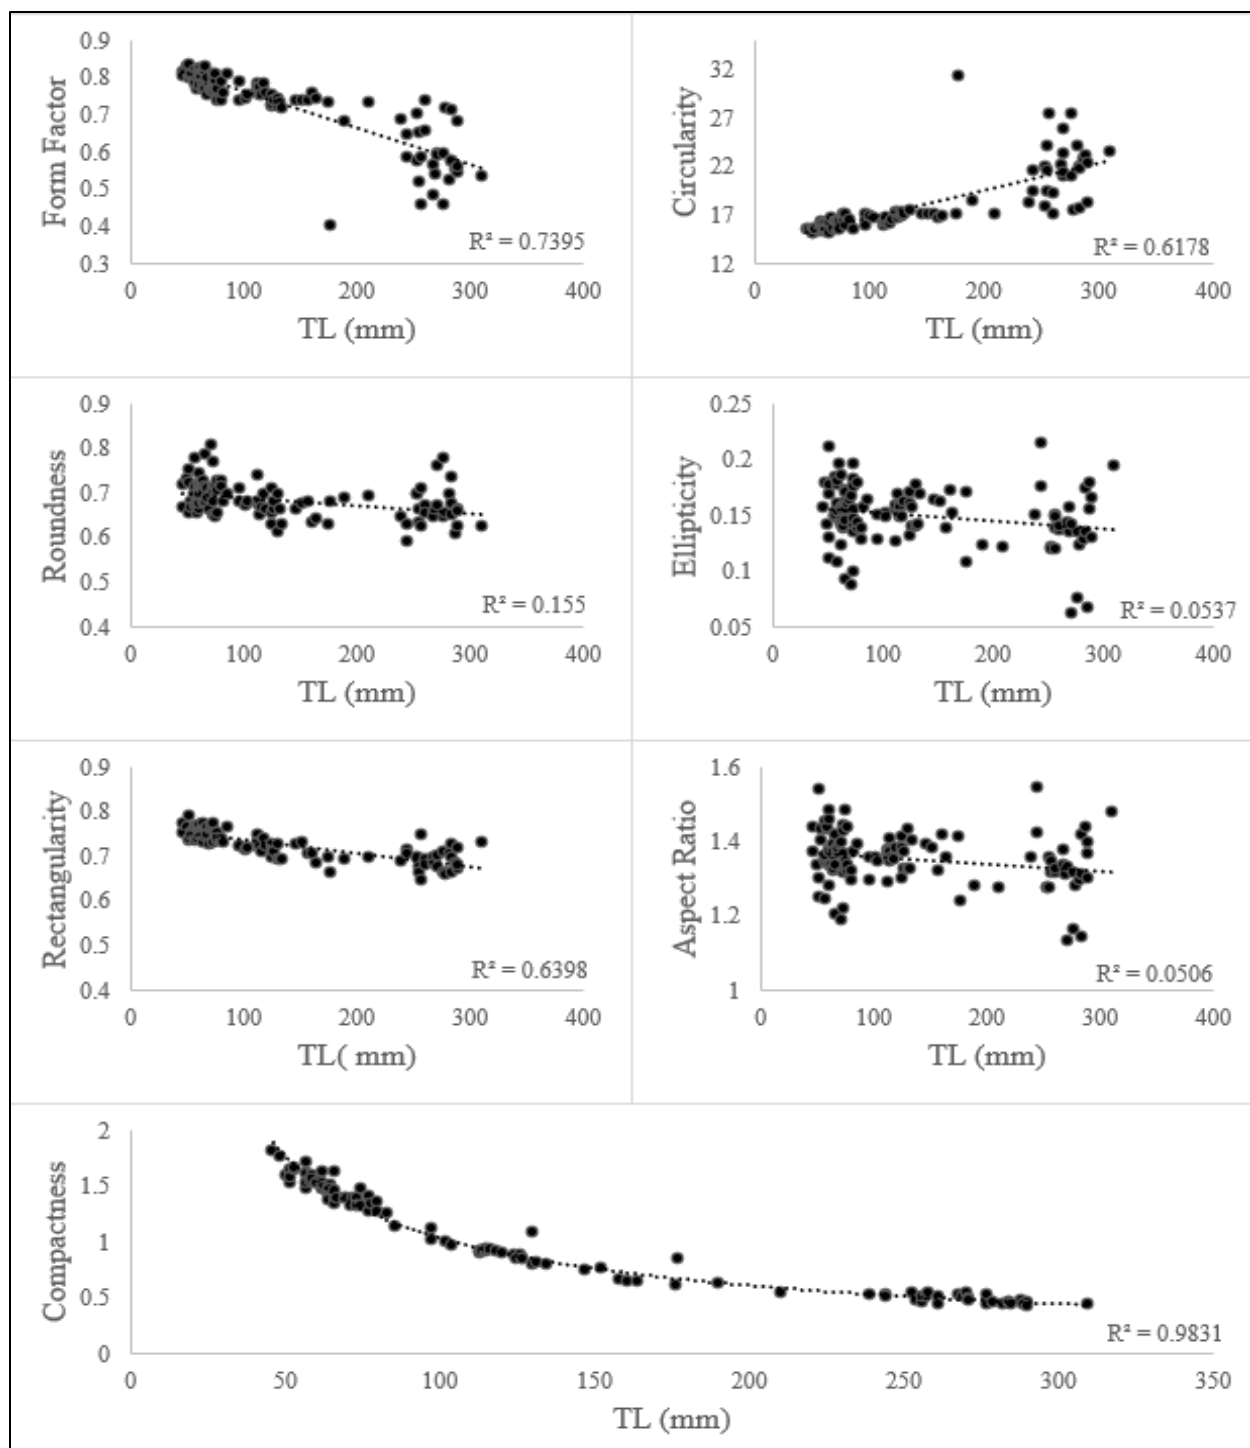 0.9
0.8
0.7
0.6
0.5
0.4
0.3
Form Factor
R² = 0.7395
0 100 200 300 400
TL (mm)
32
27
22
17
12
Circularity
R² = 0.6178
0 100 200 300 400
TL (mm)
0.9
0.8
0.7
0.6
0.5
0.4
Roundness
R² = 0.155
0 100 200 300 400
TL (mm)
0.25
0.2
0.15
0.1
0.05
Ellipticity
R² = 0.0537
0 100 200 300 400
TL (mm)
0.9
0.8
0.7
0.6
0.5
0.4
Rectangularity
R² = 0.6398
0 100 200 300 400
TL( mm)
1.6
1.4
1.2
1
Aspect Ratio
R² = 0.0506
0 100 200 300 400
TL (mm)
2
1.5
1
0.5
0
Compactness
R² = 0.9831
0 50 100 150 200 250 300 350
TL (mm)